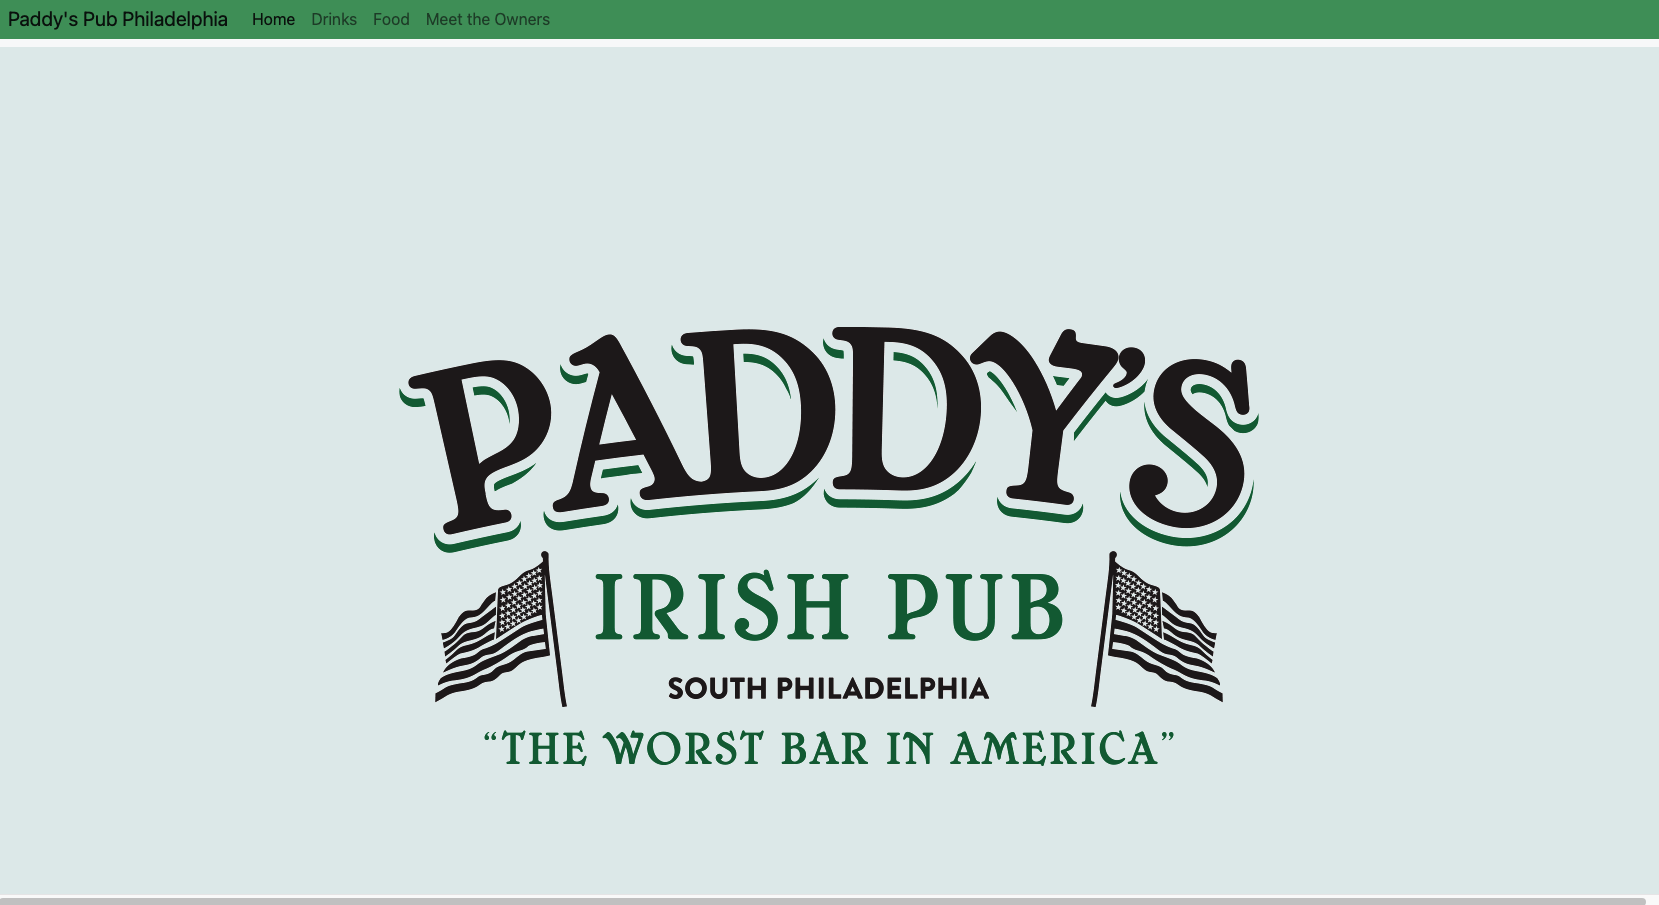 Paddy's Pub Philadelphia Home Drinks Food Meet the Owners
PADDY’S
IRISH PUB
SOUTH PHILADELPHIA
“THE WORST BAR IN AMERICA”